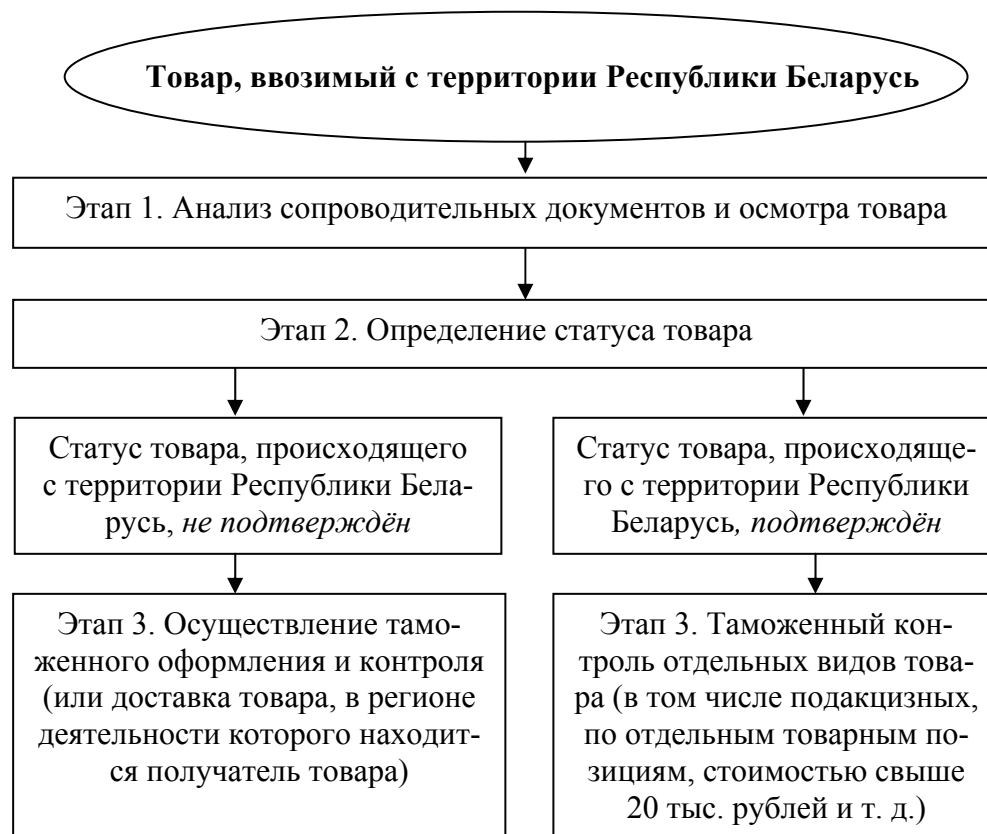 Товар, ввозимый с территории Республики Беларусь
Этап 1. Анализ сопроводительных документов и осмотра товара
Этап 2. Определение статуса товара
Статус товара, происходящего
с территории Республики Бела-
русь, не подтверждён
Статус товара, происходяще-
го с территории Республики
Беларусь, подтверждён
Этап 3. Осуществление тамо-
женного оформления и контроля
(или доставка товара, в регионе
деятельности которого находит-
ся получатель товара)
Этап 3. Таможенный кон-
троль отдельных видов това-
ра (в том числе подакцизных,
по отдельным товарным по-
зициям, стоимостью свыше
20 тыс. рублей и т. д.)